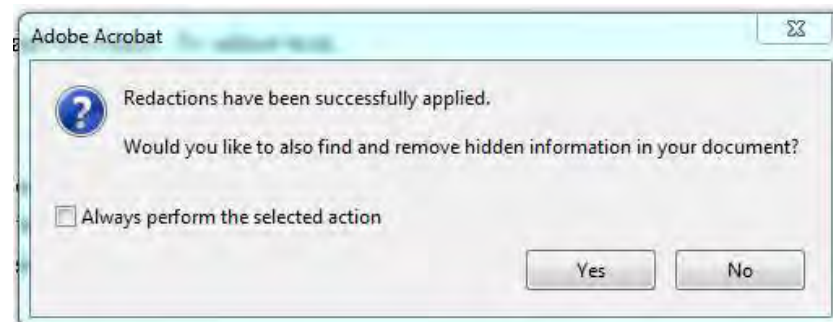 Adobe Acrobat
Redactions have been successfully applied.
Would you like to also find and remove hidden information in your document?
Always perform the selected action
Yes No